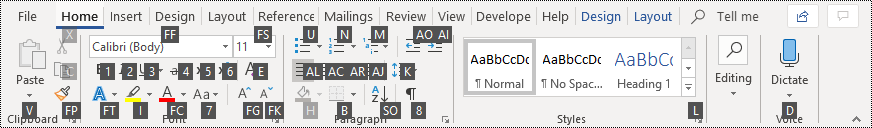 File Home Insert Design Layout Reference Mailings Review View Develope Help Design Layout Tell me
X FF FS U N M AO AI
Calibri (Body) 11
C 1 2 3 4 5 6 A E AL AC AR AJ K AaBbCcDc AaBbCcDc AaBbCc
Paste ¶ Normal ¶ No Spac... Heading 1 Editing Dictate
V FP FT I FC Aa 7 FG FK H B SO 8 L D
Clipboard Font Paragraph Styles Voice